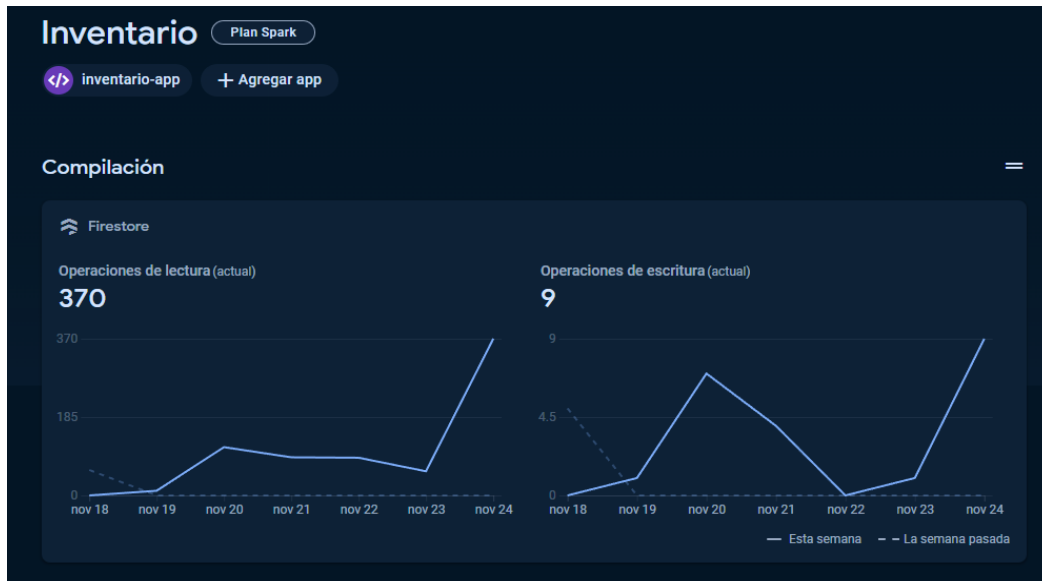 Inventario Plan Spark
</> inventario-app + Agregar app
Compilación
Firestore
Operaciones de lectura (actual)
370
370
185
0
nov 18 nov 19 nov 20 nov 21 nov 22 nov 23 nov 24
Operaciones de escritura (actual)
9
9
4.5
0
nov 18 nov 19 nov 20 nov 21 nov 22 nov 23 nov 24
Esta semana La semana pasada